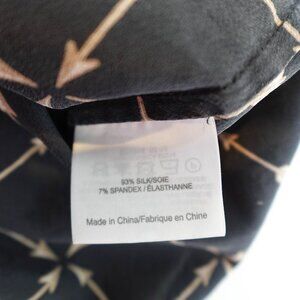 93% SILK/SOIE
7% SPANDEX / ÉLASTHANNE
Made in China/Fabrique en Chine